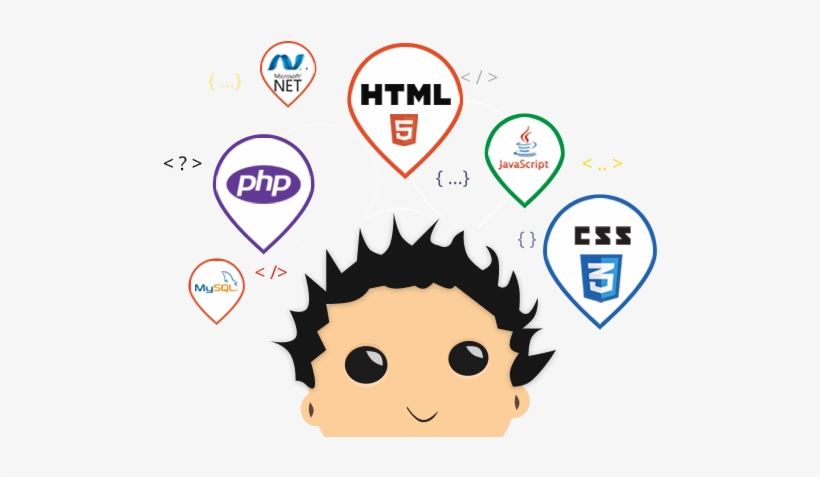 { ...}
Microsoft
.NET
HTML
5
</ >
< ? >
php
{ ...}
JavaScript
< .. >
MySQL
< />
{ }
CSS
3